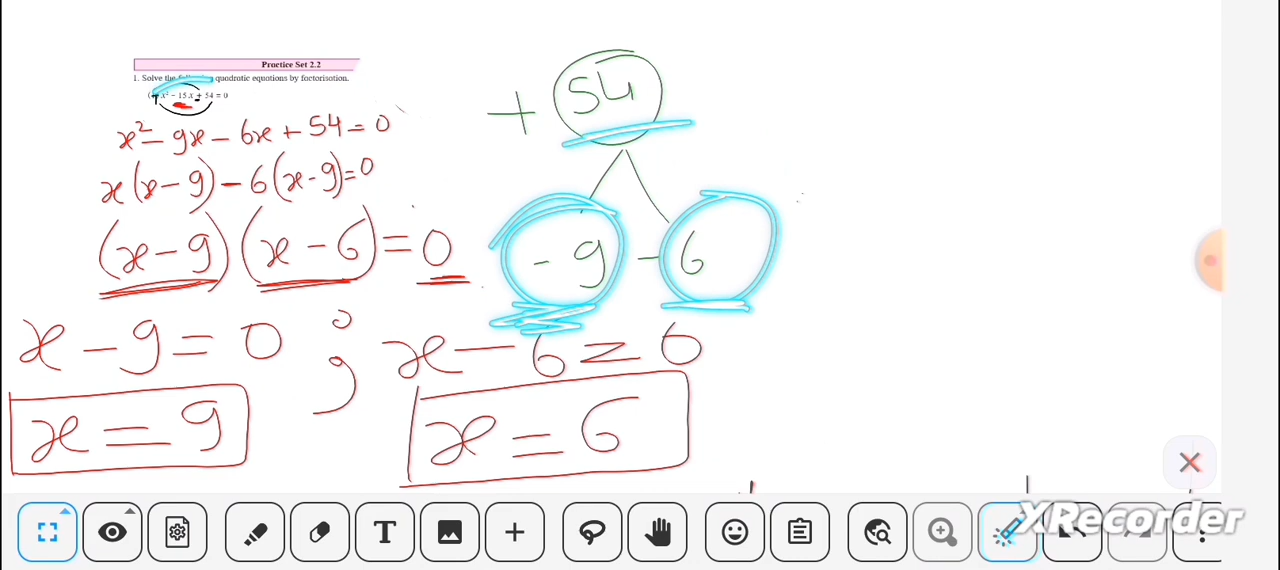 Practice Set 2.2
1. Solve the following quadratic equations by factorisation.
x² − 15x + 54 = 0
x² − 9x − 6x + 54 = 0
x(x − 9) − 6(x − 9) = 0
(x − 9)(x − 6) = 0
x − 9 = 0 ; x − 6 = 6
x = 9
x = 6
+ 54
− 9 − 6
T
XRecorder